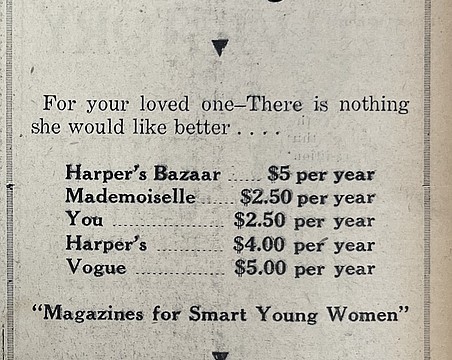 For your loved one–There is nothing
she would like better . . . .
Harper's Bazaar ..... $5 per year
Mademoiselle ..... $2.50 per year
You ..... $2.50 per year
Harper's ..... $4.00 per year
Vogue ..... $5.00 per year
"Magazines for Smart Young Women"